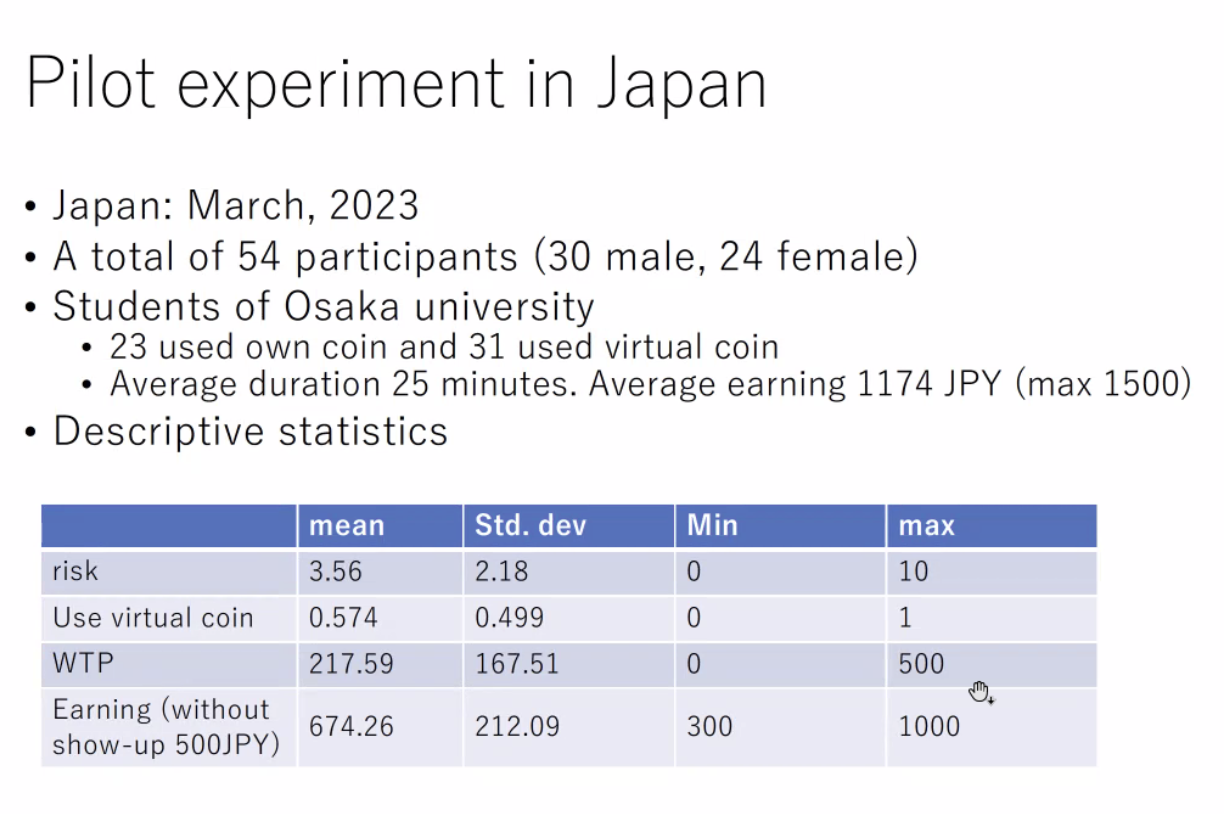 Pilot experiment in Japan
• Japan: March, 2023
• A total of 54 participants (30 male, 24 female)
• Students of Osaka university
• 23 used own coin and 31 used virtual coin
• Average duration 25 minutes. Average earning 1174 JPY (max 1500)
• Descriptive statistics
mean Std. dev Min max
risk 3.56 2.18 0 10
Use virtual coin 0.574 0.499 0 1
WTP 217.59 167.51 0 500
Earning (without
show-up 500JPY) 674.26 212.09 300 1000